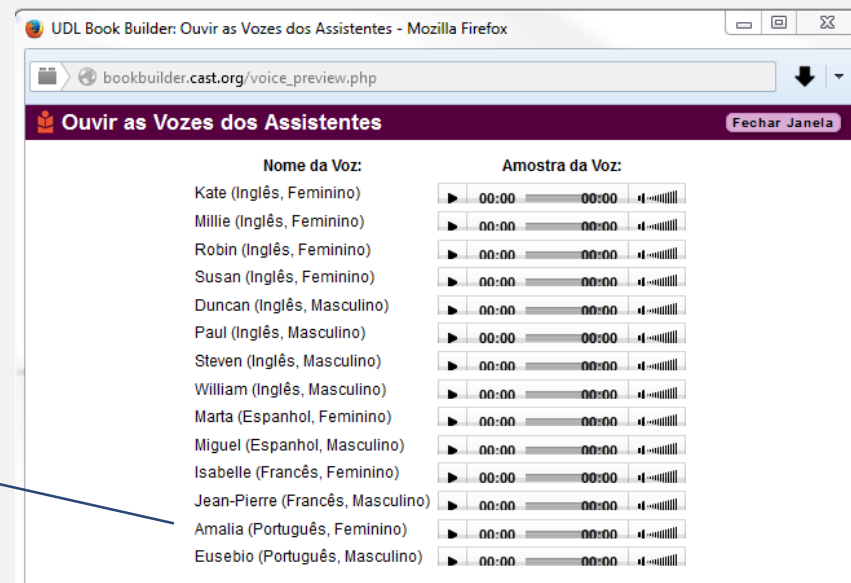 UDL Book Builder: Ouvir as Vozes dos Assistentes - Mozilla Firefox
bookbuilder.cast.org/voice_preview.php
Ouvir as Vozes dos Assistentes Fechar Janela
Nome da Voz: Amostra da Voz:
Kate (Inglês, Feminino) 00:00 00:00
Millie (Inglês, Feminino) 00:00 00:00
Robin (Inglês, Feminino) 00:00 00:00
Susan (Inglês, Feminino) 00:00 00:00
Duncan (Inglês, Masculino) 00:00 00:00
Paul (Inglês, Masculino) 00:00 00:00
Steven (Inglês, Masculino) 00:00 00:00
William (Inglês, Masculino) 00:00 00:00
Marta (Espanhol, Feminino) 00:00 00:00
Miguel (Espanhol, Masculino) 00:00 00:00
Isabelle (Francês, Feminino) 00:00 00:00
Jean-Pierre (Francês, Masculino) 00:00 00:00
Amalia (Português, Feminino) 00:00 00:00
Eusebio (Português, Masculino) 00:00 00:00